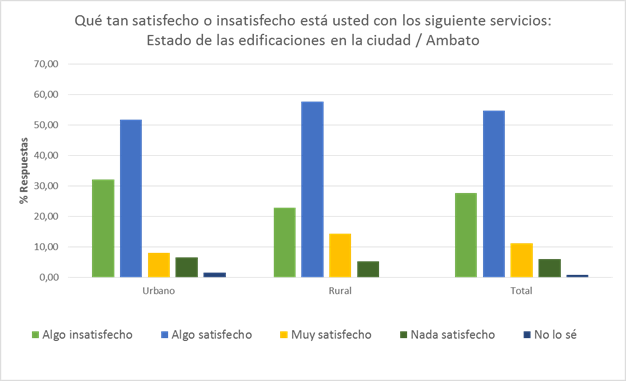 Qué tan satisfecho o insatisfecho está usted con los siguiente servicios:
Estado de las edificaciones en la ciudad / Ambato
70,00
60,00
50,00
40,00
30,00
20,00
10,00
0,00
% Respuestas
Urbano Rural Total
Algo insatisfecho Algo satisfecho Muy satisfecho Nada satisfecho No lo sé